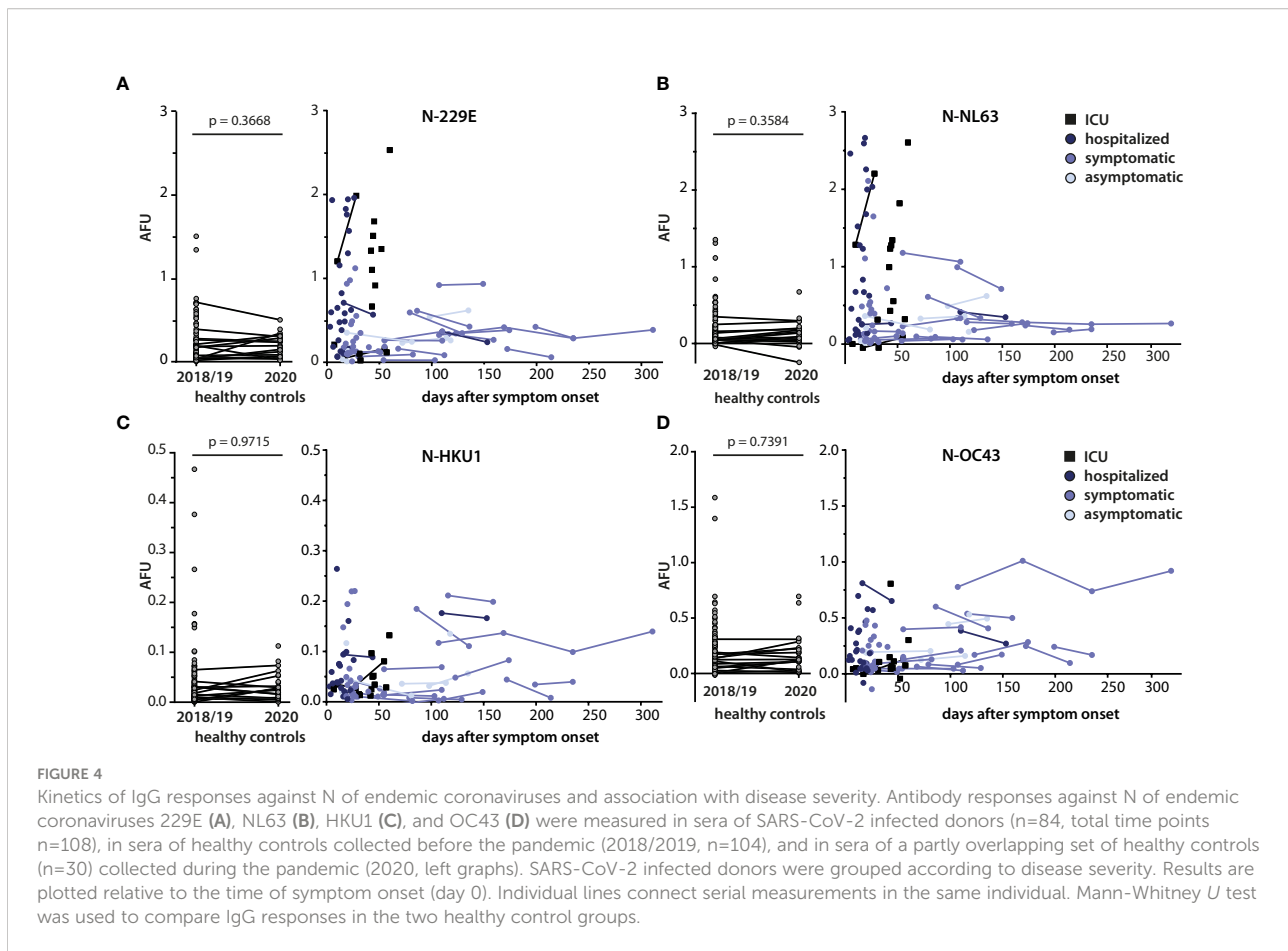 A
p = 0.3668
N-229E
3
2
1
0
AFU
2018/19 2020
healthy controls
3
2
1
0
0 50 100 150 200 250 300
days after symptom onset
B
p = 0.3584
N-NL63
3
2
1
0
2018/19 2020
healthy controls
3
2
1
0
0 50 100 150 200 250 300
days after symptom onset
ICU
hospitalized
symptomatic
asymptomatic
C
p = 0.9715
N-HKU1
0.5
0.4
0.3
0.2
0.1
0.0
AFU
2018/19 2020
healthy controls
0.5
0.4
0.3
0.2
0.1
0.0
0 50 100 150 200 250 300
days after symptom onset
D
p = 0.7391
N-OC43
2.0
1.5
1.0
0.5
0.0
AFU
2018/19 2020
healthy controls
2.0
1.5
1.0
0.5
0.0
0 50 100 150 200 250 300
days after symptom onset
ICU
hospitalized
symptomatic
asymptomatic
FIGURE 4
Kinetics of IgG responses against N of endemic coronaviruses and association with disease severity. Antibody responses against N of endemic
coronaviruses 229E (A), NL63 (B), HKU1 (C), and OC43 (D) were measured in sera of SARS-CoV-2 infected donors (n=84, total time points
n=108), in sera of healthy controls collected before the pandemic (2018/2019, n=104), and in sera of a partly overlapping set of healthy controls
(n=30) collected during the pandemic (2020, left graphs). SARS-CoV-2 infected donors were grouped according to disease severity. Results are
plotted relative to the time of symptom onset (day 0). Individual lines connect serial measurements in the same individual. Mann-Whitney U test
was used to compare IgG responses in the two healthy control groups.